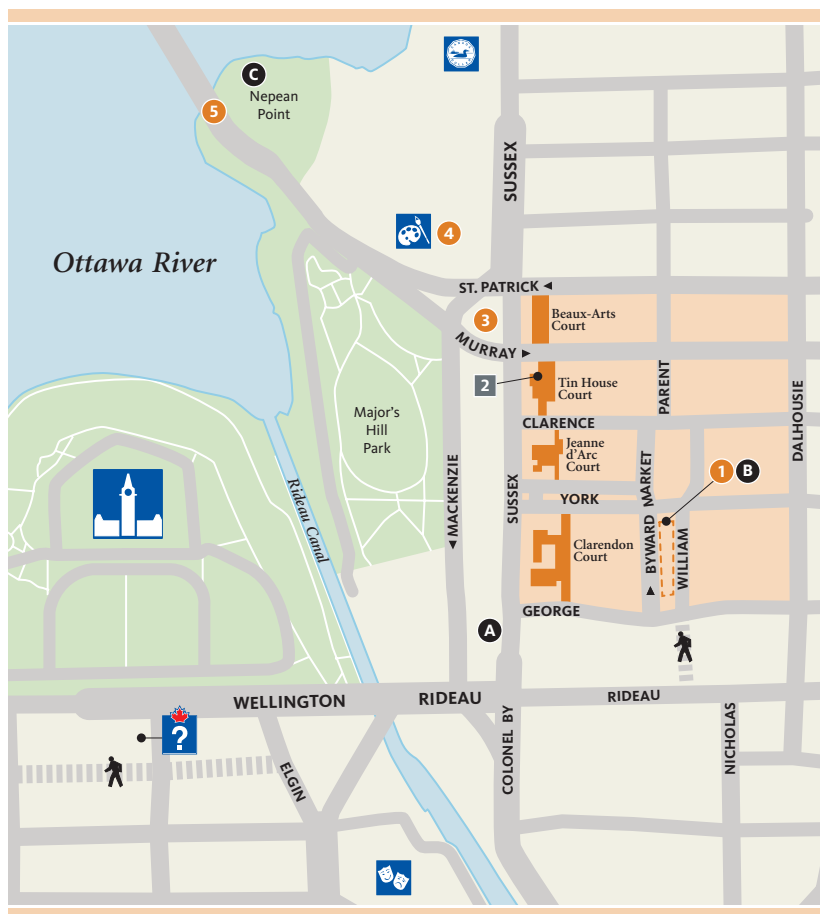 C
Nepean
Point
5
SUSSEX
4
Ottawa River
ST. PATRICK
3
Beaux-Arts
Court
MURRAY
2
Tin House
Court
PARENT
DALHOUSIE
CLARENCE
Major's
Hill
Park
Jeanne
d'Arc
Court
1 B
MACKENZIE
SUSSEX
YORK
BYWARD MARKET
WILLIAM
Rideau Canal
Clarendon
Court
GEORGE
A
WELLINGTON
RIDEAU
RIDEAU
?
ELGIN
COLONEL BY
NICHOLAS